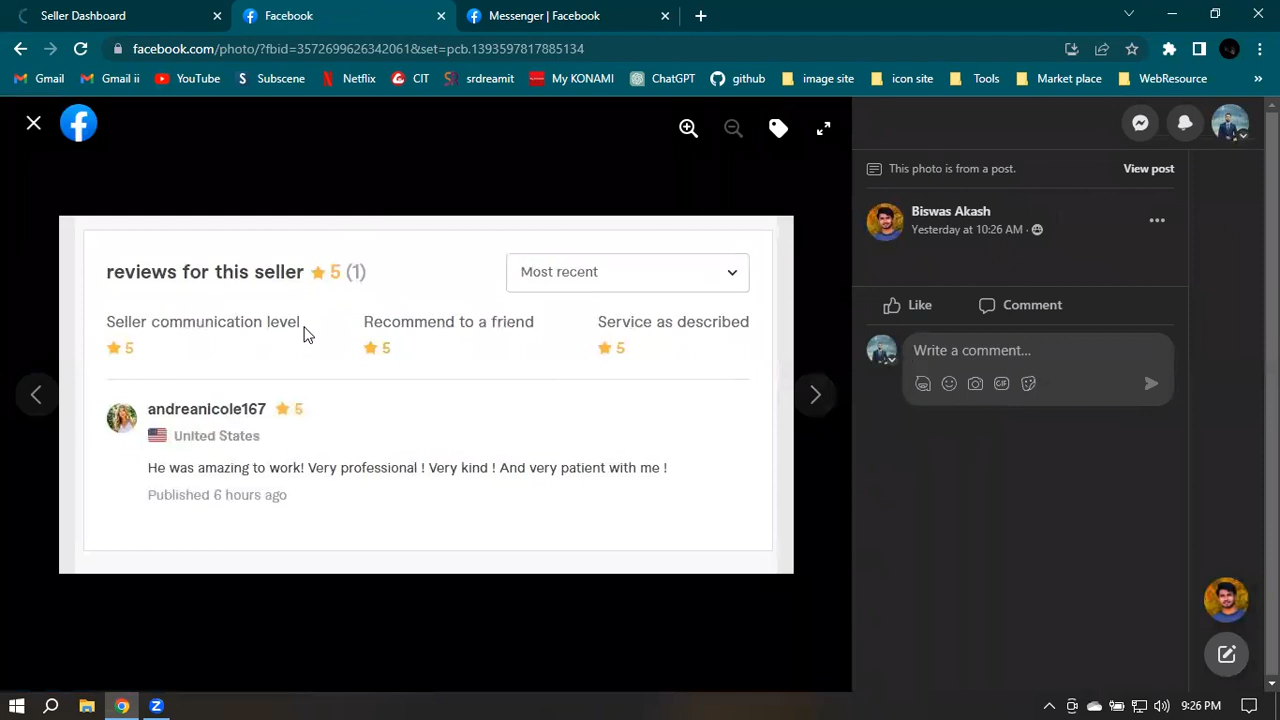 Seller Dashboard
Facebook
Messenger | Facebook
facebook.com/photo/?fbid=3572699626342061&set=pcb.1393597817885134
Gmail
Gmail ii
YouTube
Subscene
Netflix
CIT
srdreamit
My KONAMI
ChatGPT
github
image site
icon site
Tools
Market place
WebResource
»
This photo is from a post.
View post
Biswas Akash
Yesterday at 10:26 AM ·
Like
Comment
Write a comment...
GIF
reviews for this seller ★ 5 (1)
Most recent
Seller communication level
★ 5
Recommend to a friend
★ 5
Service as described
★ 5
andreanicole167 ★ 5
United States
He was amazing to work! Very professional ! Very kind ! And very patient with me !
Published 6 hours ago
9:26 PM